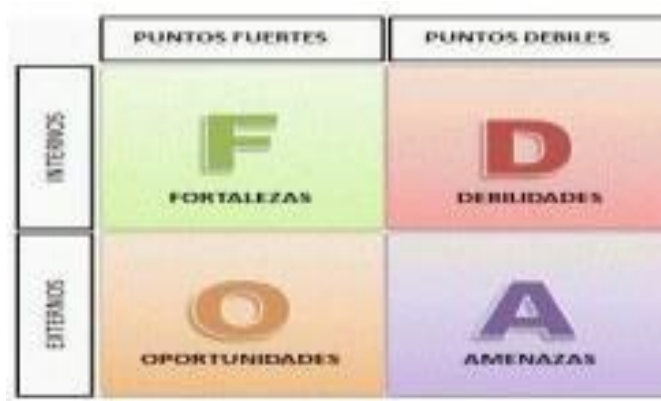 PUNTOS FUERTES
PUNTOS DEBILES
INTERNOS
F
FORTALEZAS
D
DEBILIDADES
EXTERNOS
O
OPORTUNIDADES
A
AMENAZAS